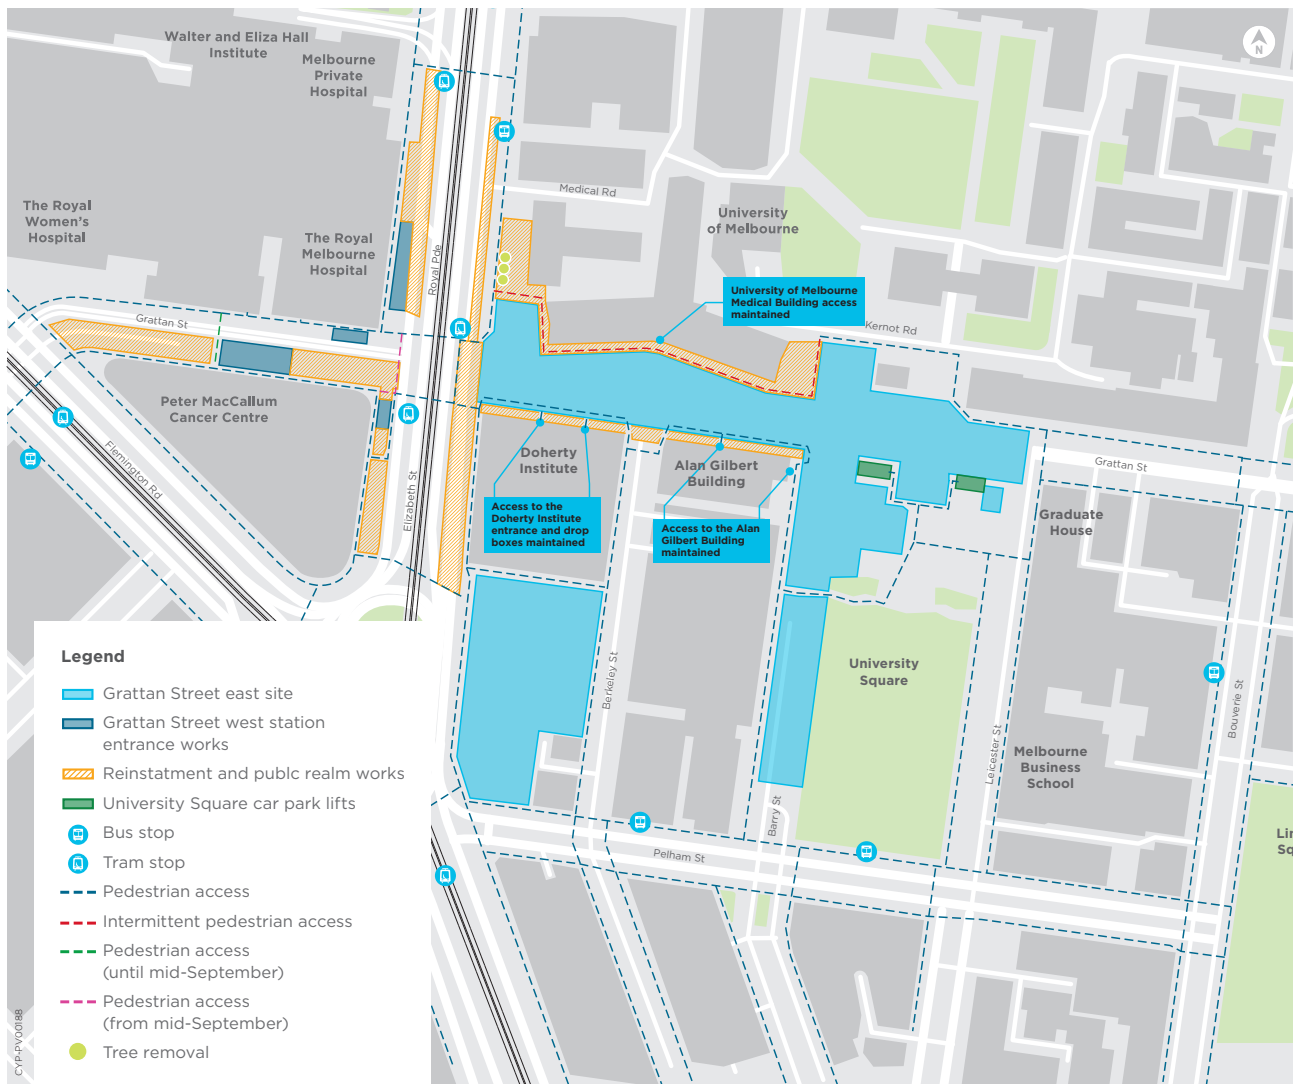 Walter and Eliza Hall
Institute
Melbourne
Private
Hospital
N
Medical Rd
The Royal
Women's
Hospital
The Royal
Melbourne
Hospital
University
of Melbourne
Royal Pde
University of Melbourne
Medical Building access
maintained
Grattan St
Kernot Rd
Peter MacCallum
Cancer Centre
Flemington Rd
Elizabeth St
Doherty
Institute
Alan Gilbert
Building
Grattan St
Access to the
Doherty Institute
entrance and drop
boxes maintained
Access to the Alan
Gilbert Building
maintained
Graduate
House
Berkeley St
University
Square
Leicester St
Bouverie St
Melbourne
Business
School
Barry St
Pelham St
Lin
Sq
Legend
Grattan Street east site
Grattan Street west station
entrance works
Reinstatment and publc realm works
University Square car park lifts
Bus stop
Tram stop
Pedestrian access
Intermittent pedestrian access
Pedestrian access
(until mid-September)
Pedestrian access
(from mid-September)
Tree removal
CYP-PV00188